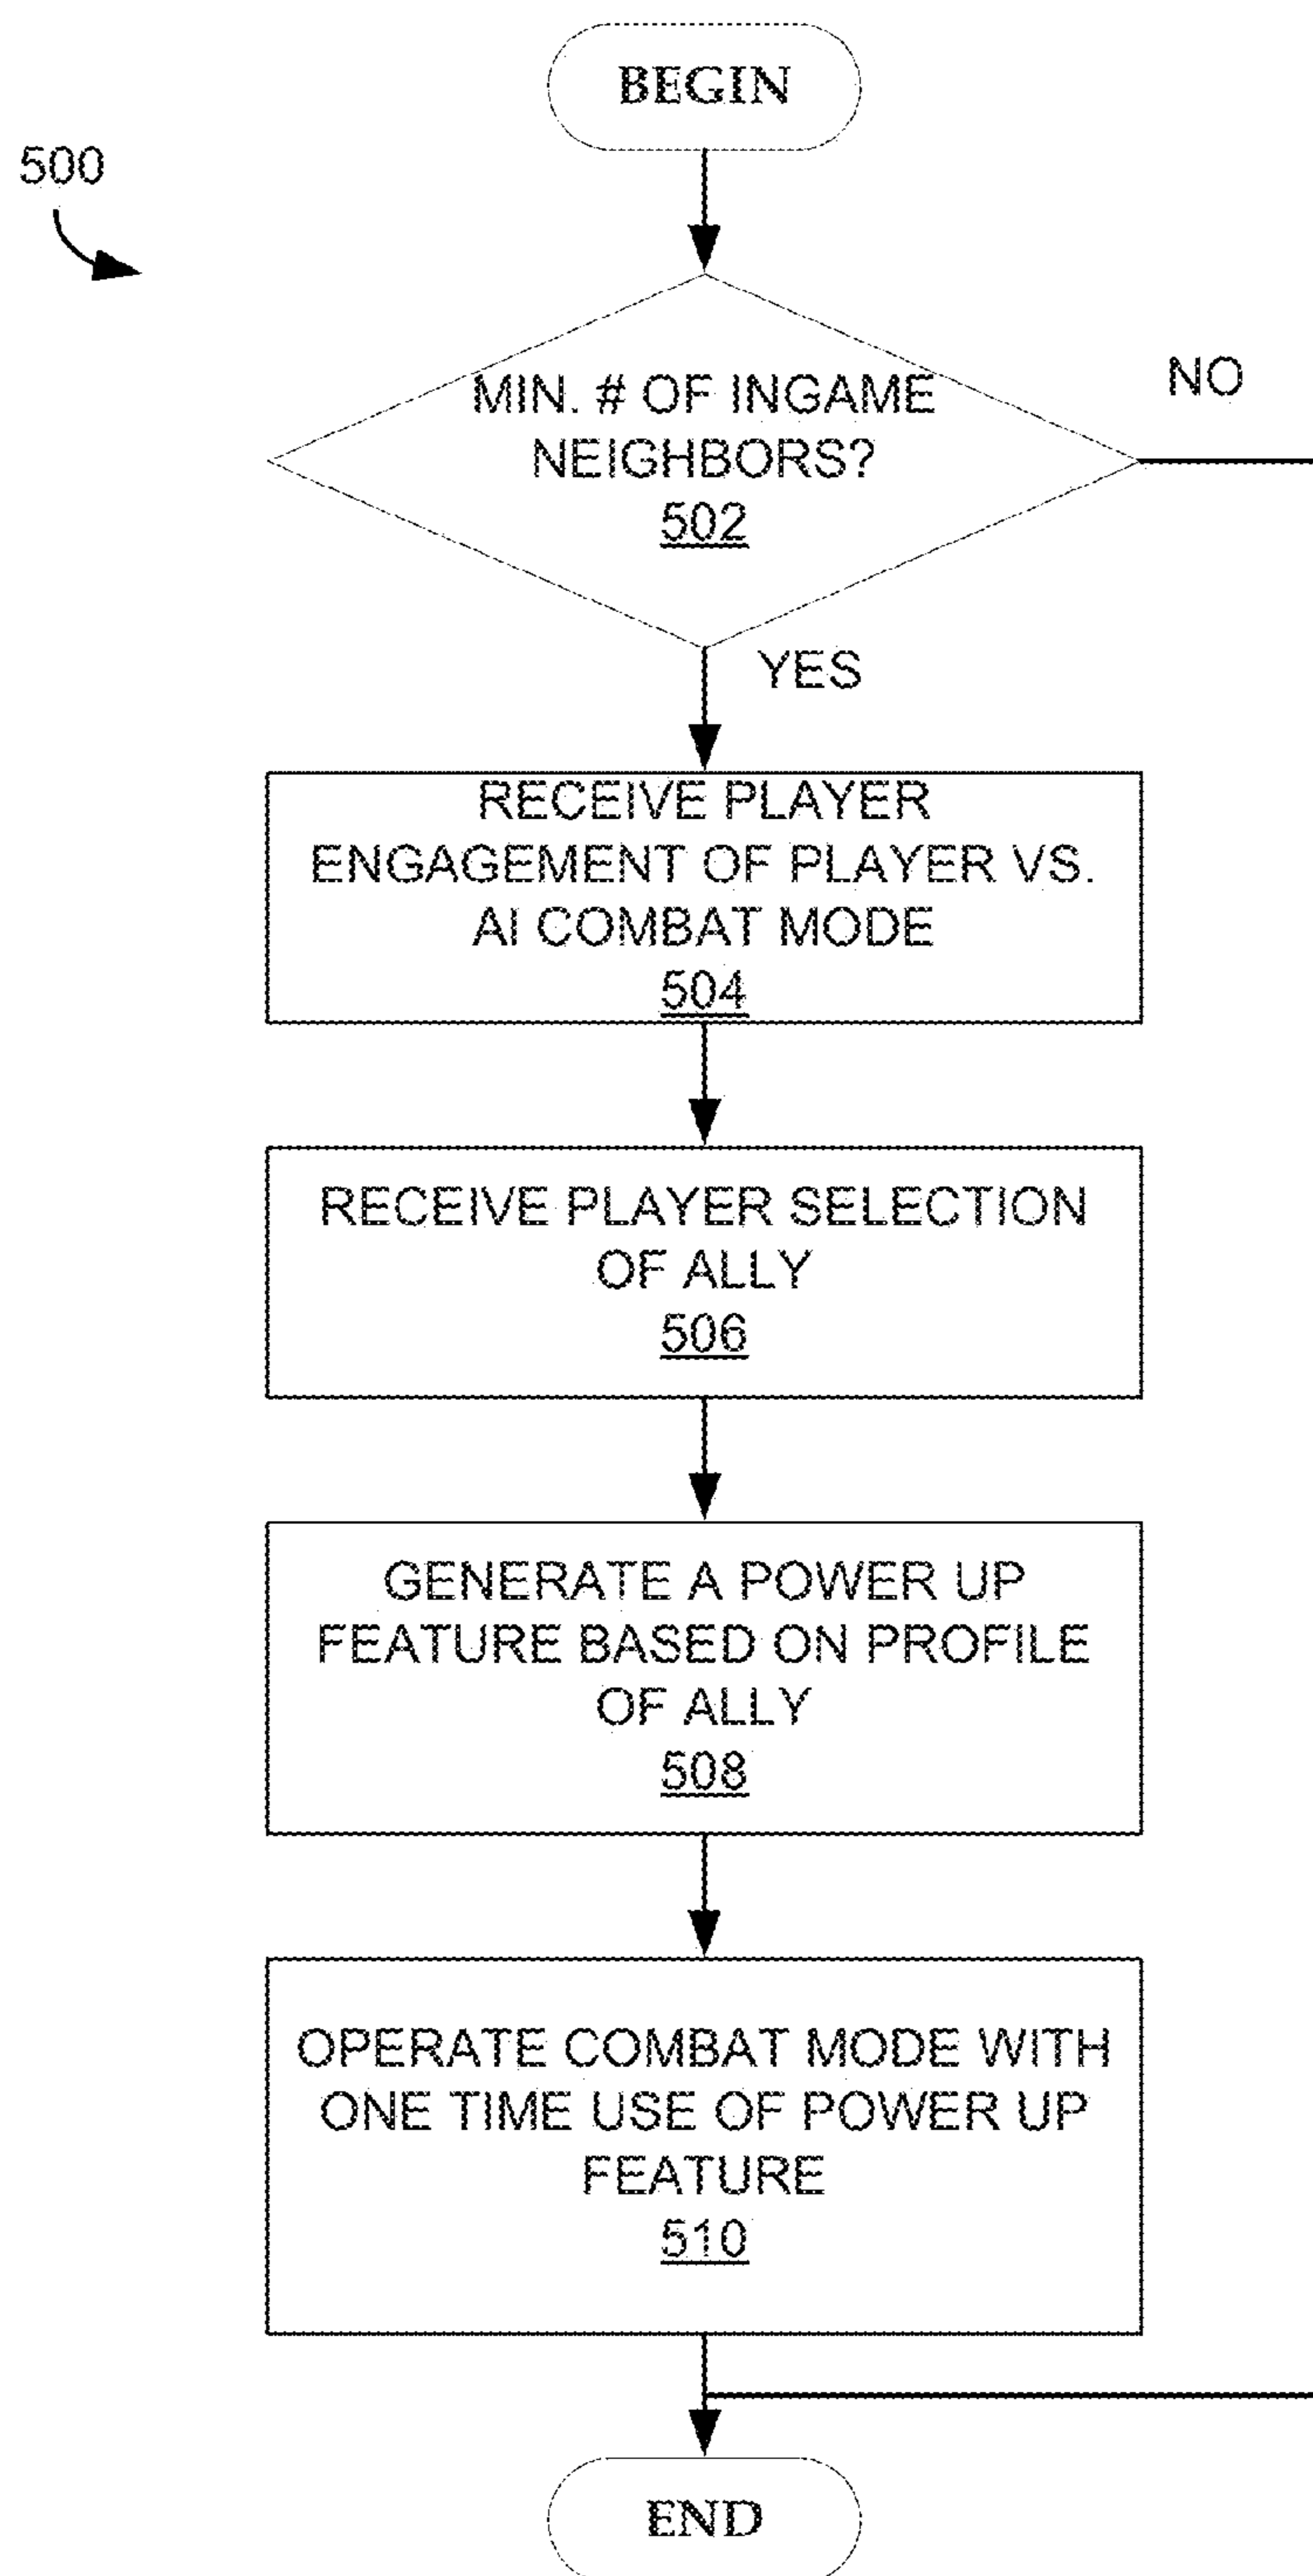 BEGIN
500
MIN. # OF INGAME
NEIGHBORS?
502
NO
YES
RECEIVE PLAYER
ENGAGEMENT OF PLAYER VS.
AI COMBAT MODE
504
RECEIVE PLAYER SELECTION
OF ALLY
506
GENERATE A POWER UP
FEATURE BASED ON PROFILE
OF ALLY
508
OPERATE COMBAT MODE WITH
ONE TIME USE OF POWER UP
FEATURE
510
END